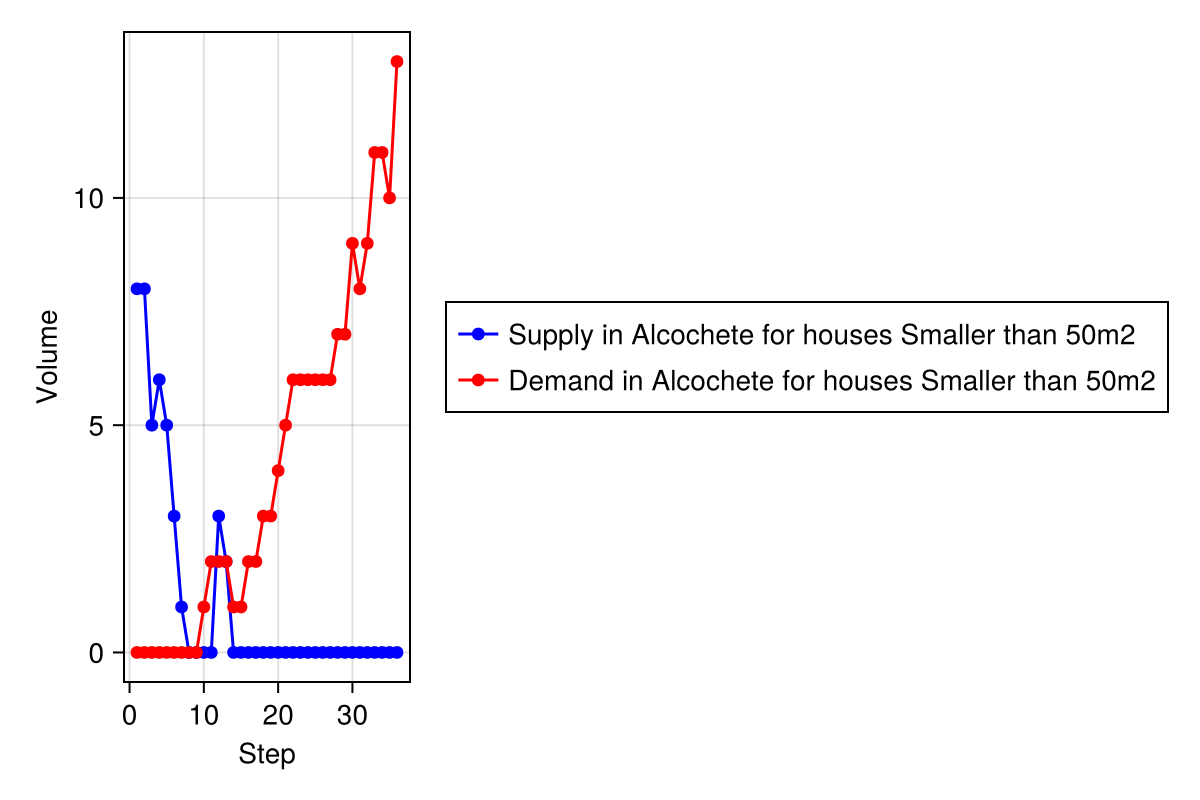 Volume
10
5
0
0 10 20 30
Step
Supply in Alcochete for houses Smaller than 50m2
Demand in Alcochete for houses Smaller than 50m2